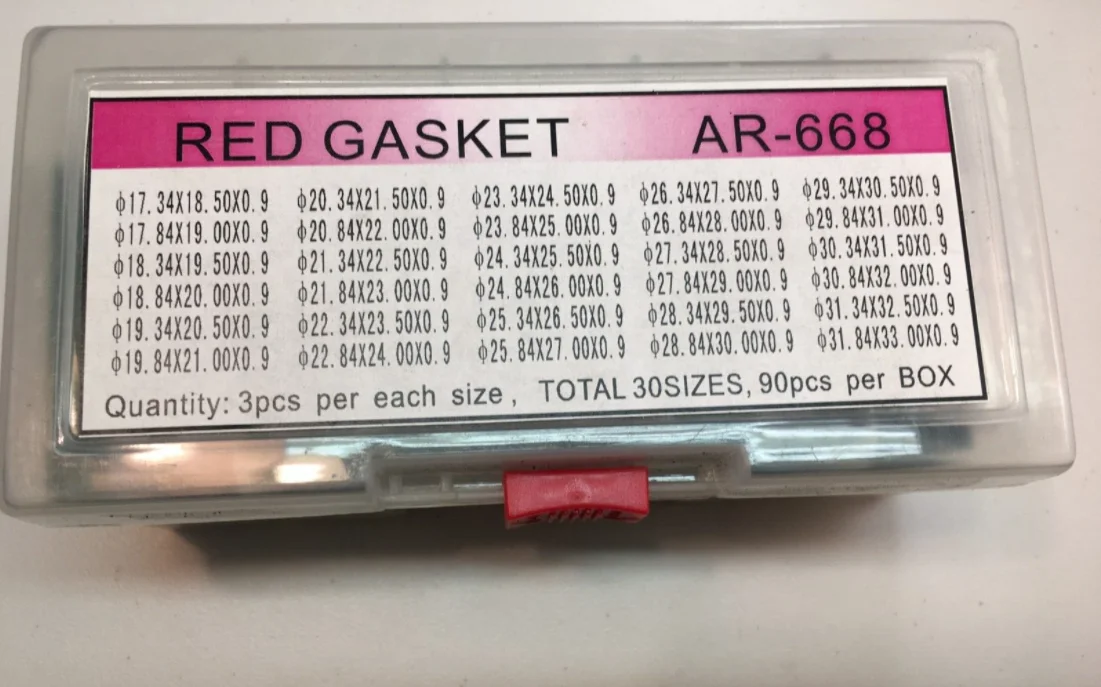 RED GASKET AR-668
ϕ17.34X18.50X0.9 ϕ20.34X21.50X0.9 ϕ23.34X24.50X0.9 ϕ26.34X27.50X0.9 ϕ29.34X30.50X0.9
ϕ17.84X19.00X0.9 ϕ20.84X22.00X0.9 ϕ23.84X25.00X0.9 ϕ26.84X28.00X0.9 ϕ29.84X31.00X0.9
ϕ18.34X19.50X0.9 ϕ21.34X22.50X0.9 ϕ24.34X25.50X0.9 ϕ27.34X28.50X0.9 ϕ30.34X31.50X0.9
ϕ18.84X20.00X0.9 ϕ21.84X23.00X0.9 ϕ24.84X26.00X0.9 ϕ27.84X29.00X0.9 ϕ30.84X32.00X0.9
ϕ19.34X20.50X0.9 ϕ22.34X23.50X0.9 ϕ25.34X26.50X0.9 ϕ28.34X29.50X0.9 ϕ31.34X32.50X0.9
ϕ19.84X21.00X0.9 ϕ22.84X24.00X0.9 ϕ25.84X27.00X0.9 ϕ28.84X30.00X0.9 ϕ31.84X33.00X0.9
Quantity: 3pcs per each size, TOTAL 30SIZES, 90pcs per BOX